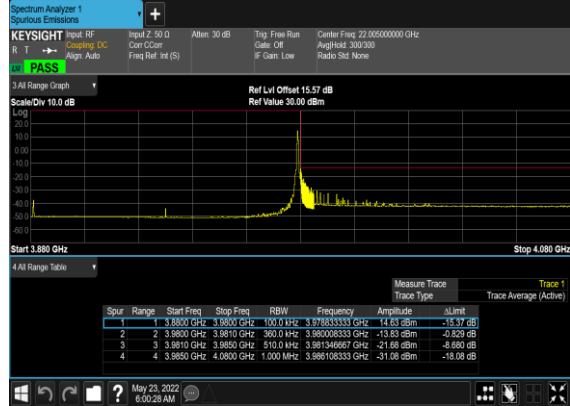 Spectrum Analyzer 1
Spurious Emissions
KEYSIGHT Input: RF Input Z: 50 Ω Atten: 30 dB Trig: Free Run Center Freq: 22.005000000 GHz
R T Coupling: DC Corr CCorr Gate: Off Avg|Hold: 300/300
Align: Auto Freq Ref: Int (S) IF Gain: Low Radio Std: None
LV PASS
3 All Range Graph
Ref Lvl Offset 15.57 dB
Scale/Div 10.0 dB Ref Value 30.00 dBm
Log
20.0
10.0
0.00
-10.0
-20.0
-30.0
-40.0
-50.0
-60.0
Start 3.880 GHz Stop 4.080 GHz
4 All Range Table
Measure Trace Trace 1
Trace Type Trace Average (Active)
Spur Range Start Freq Stop Freq RBW Frequency Amplitude ΔLimit
1 1 3.8800 GHz 3.9800 GHz 100.0 kHz 3.978833333 GHz 14.63 dBm -15.37 dB
2 2 3.9800 GHz 3.9810 GHz 360.0 kHz 3.980008333 GHz -13.83 dBm -0.829 dB
3 3 3.9810 GHz 3.9850 GHz 510.0 kHz 3.981346667 GHz -21.68 dBm -8.680 dB
4 4 3.9850 GHz 4.0800 GHz 1.000 MHz 3.986108333 GHz -31.08 dBm -18.08 dB
? May 23, 2022
6:00:28 AM